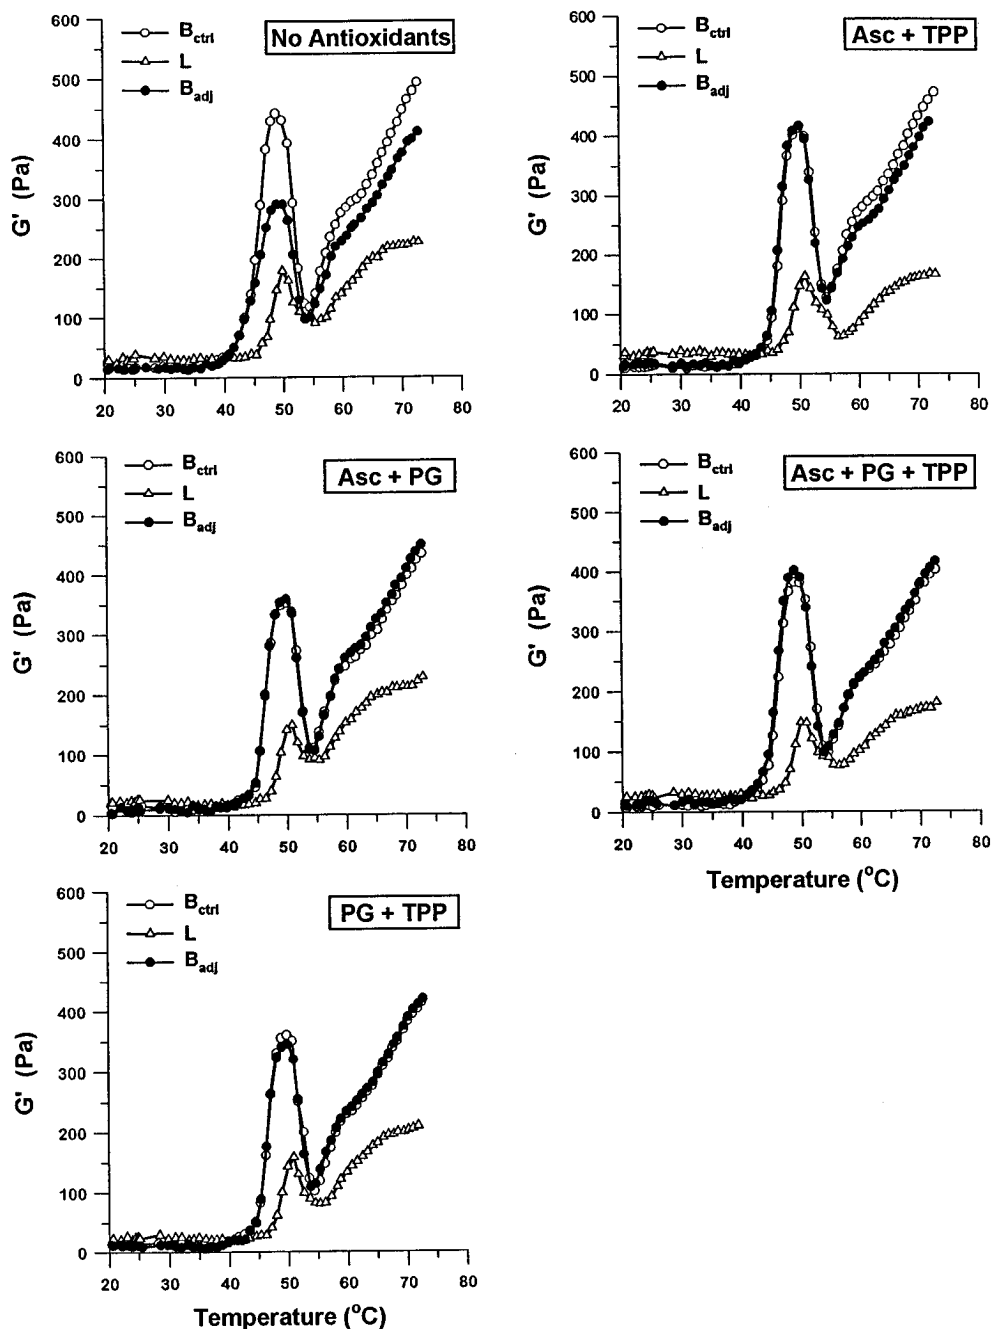 No Antioxidants
B_ctrl
L
B_adj
G' (Pa)
600
500
400
300
200
100
0
20 30 40 50 60 70 80
Asc + TPP
B_ctrl
L
B_adj
G' (Pa)
600
500
400
300
200
100
0
20 30 40 50 60 70 80
Asc + PG
B_ctrl
L
B_adj
G' (Pa)
600
500
400
300
200
100
0
20 30 40 50 60 70 80
Asc + PG + TPP
B_ctrl
L
B_adj
G' (Pa)
600
500
400
300
200
100
0
20 30 40 50 60 70 80
Temperature (°C)
PG + TPP
B_ctrl
L
B_adj
G' (Pa)
600
500
400
300
200
100
0
20 30 40 50 60 70 80
Temperature (°C)